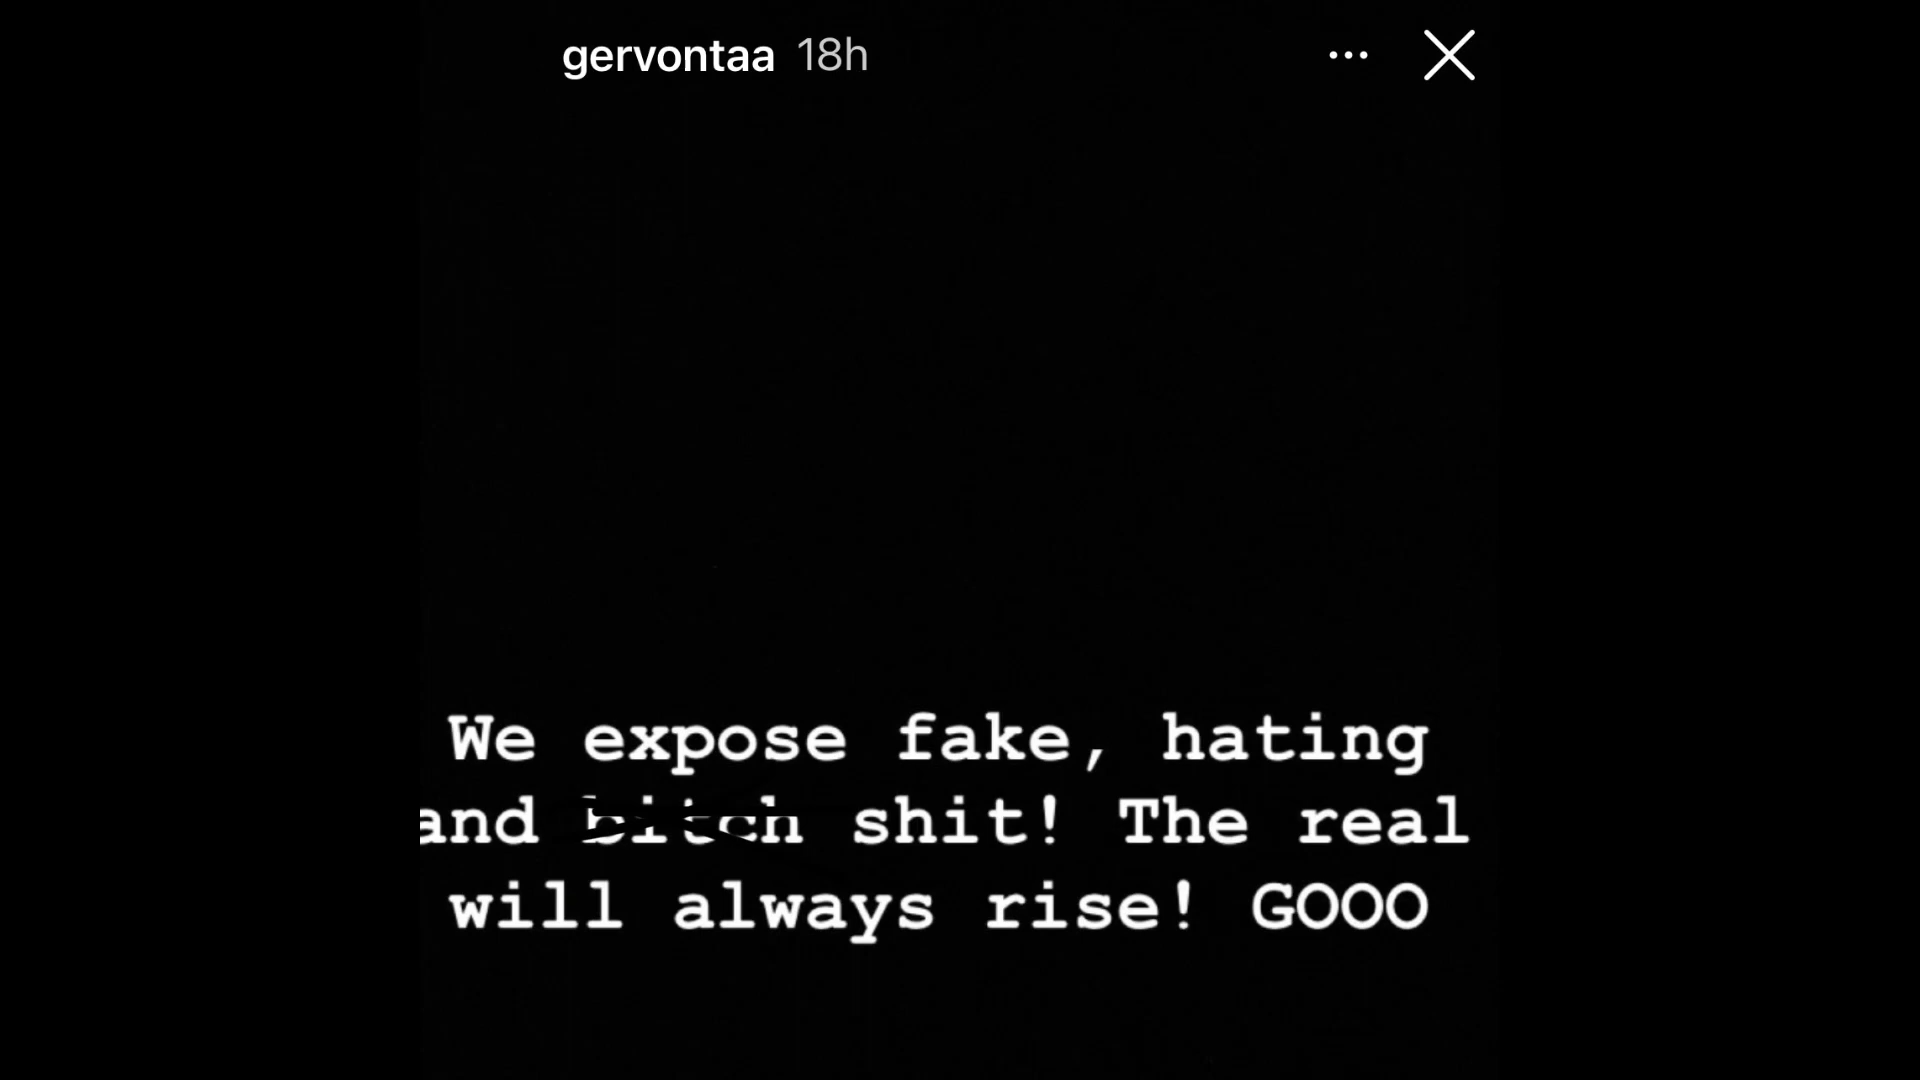 gervontaa 18h
We expose fake, hating
and bitch shit! The real
will always rise! GOOO